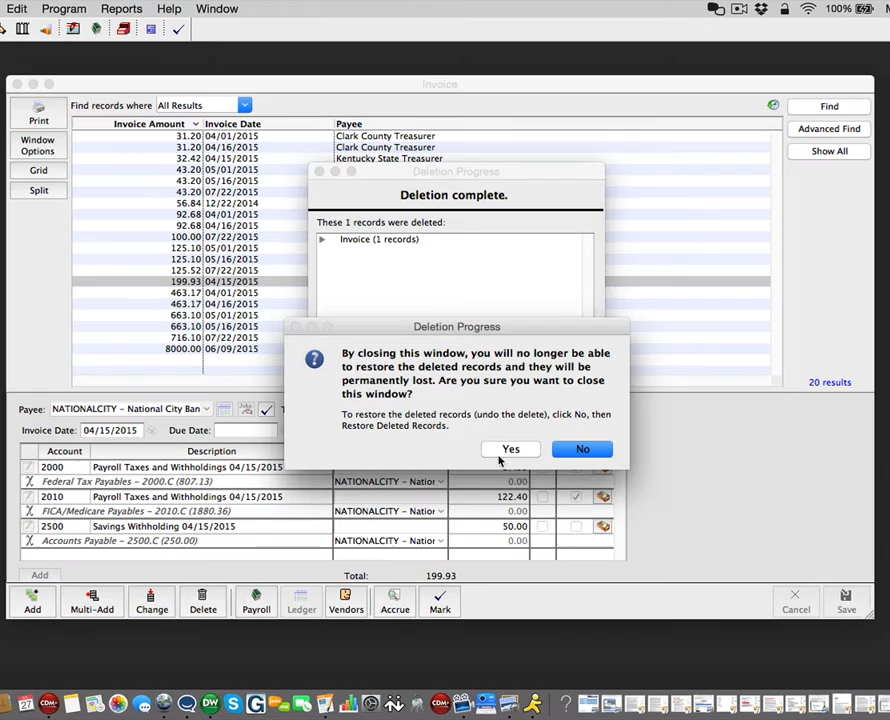 Edit Program Reports Help Window 100%
Invoice
Find records where All Results
Find
Advanced Find
Show All
Print
Window Options
Grid
Split
Invoice Amount Invoice Date Payee
31.20 04/01/2015 Clark County Treasurer
31.20 04/16/2015 Clark County Treasurer
32.42 04/15/2015 Kentucky State Treasurer
43.20 04/01/2015
43.20 05/16/2015
43.20 07/22/2015
56.84 12/22/2014
92.68 04/01/2015
92.68 04/16/2015
100.00 07/22/2015
125.10 05/01/2015
125.10 05/16/2015
125.52 07/22/2015
199.93 04/15/2015
463.17 04/01/2015
463.17 04/16/2015
663.10 05/01/2015
663.10 05/16/2015
716.10 07/22/2015
8000.00 06/09/2015
20 results
Deletion Progress
Deletion complete.
These 1 records were deleted:
Invoice (1 records)
Deletion Progress
By closing this window, you will no longer be able
to restore the deleted records and they will be
permanently lost. Are you sure you want to close
this window?
To restore the deleted records (undo the delete), click No, then
Restore Deleted Records.
Yes No
Payee: NATIONALCITY - National City Ban
Invoice Date: 04/15/2015 Due Date:
Account Description
2000 Payroll Taxes and Withholdings 04/15/2015
Federal Tax Payables - 2000.C (807.13) NATIONALCITY - Nation 0.00
2010 Payroll Taxes and Withholdings 04/15/2015 122.40
FICA/Medicare Payables - 2010.C (1880.36) NATIONALCITY - Nation 0.00
2500 Savings Withholding 04/15/2015 50.00
Accounts Payable - 2500.C (250.00) NATIONALCITY - Nation 0.00
Add Total: 199.93
Add Multi-Add Change Delete Payroll Ledger Vendors Accrue Mark Cancel Save